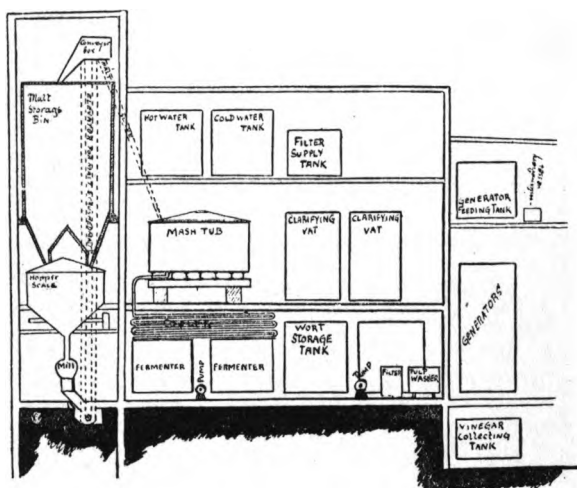 Conveyor
Box
Malt
Storage
Bin
HOT WATER
TANK
COLD WATER
TANK
FILTER
SUPPLY
TANK
GENERATOR
FEEDING TANK
MASH TUB
CLARIFYING
VAT
CLARIFYING
VAT
HOPPER
SCALE
COOLERS
WORT
STORAGE
TANK
GENERATORS
Mill
FERMENTER
PUMP
FERMENTER
PUMP
FILTER
PULP
WASHER
VINEGAR
Collecting
TANK